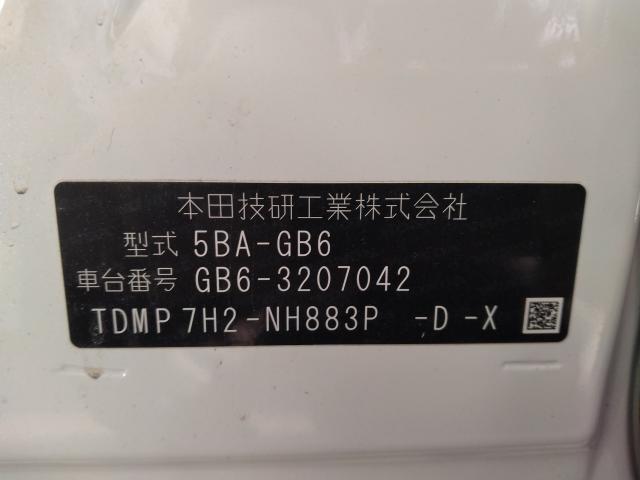 本田技研工業株式会社
型式 5BA-GB6
車台番号 GB6-3207042
TDMP 7H2-NH883P -D -X